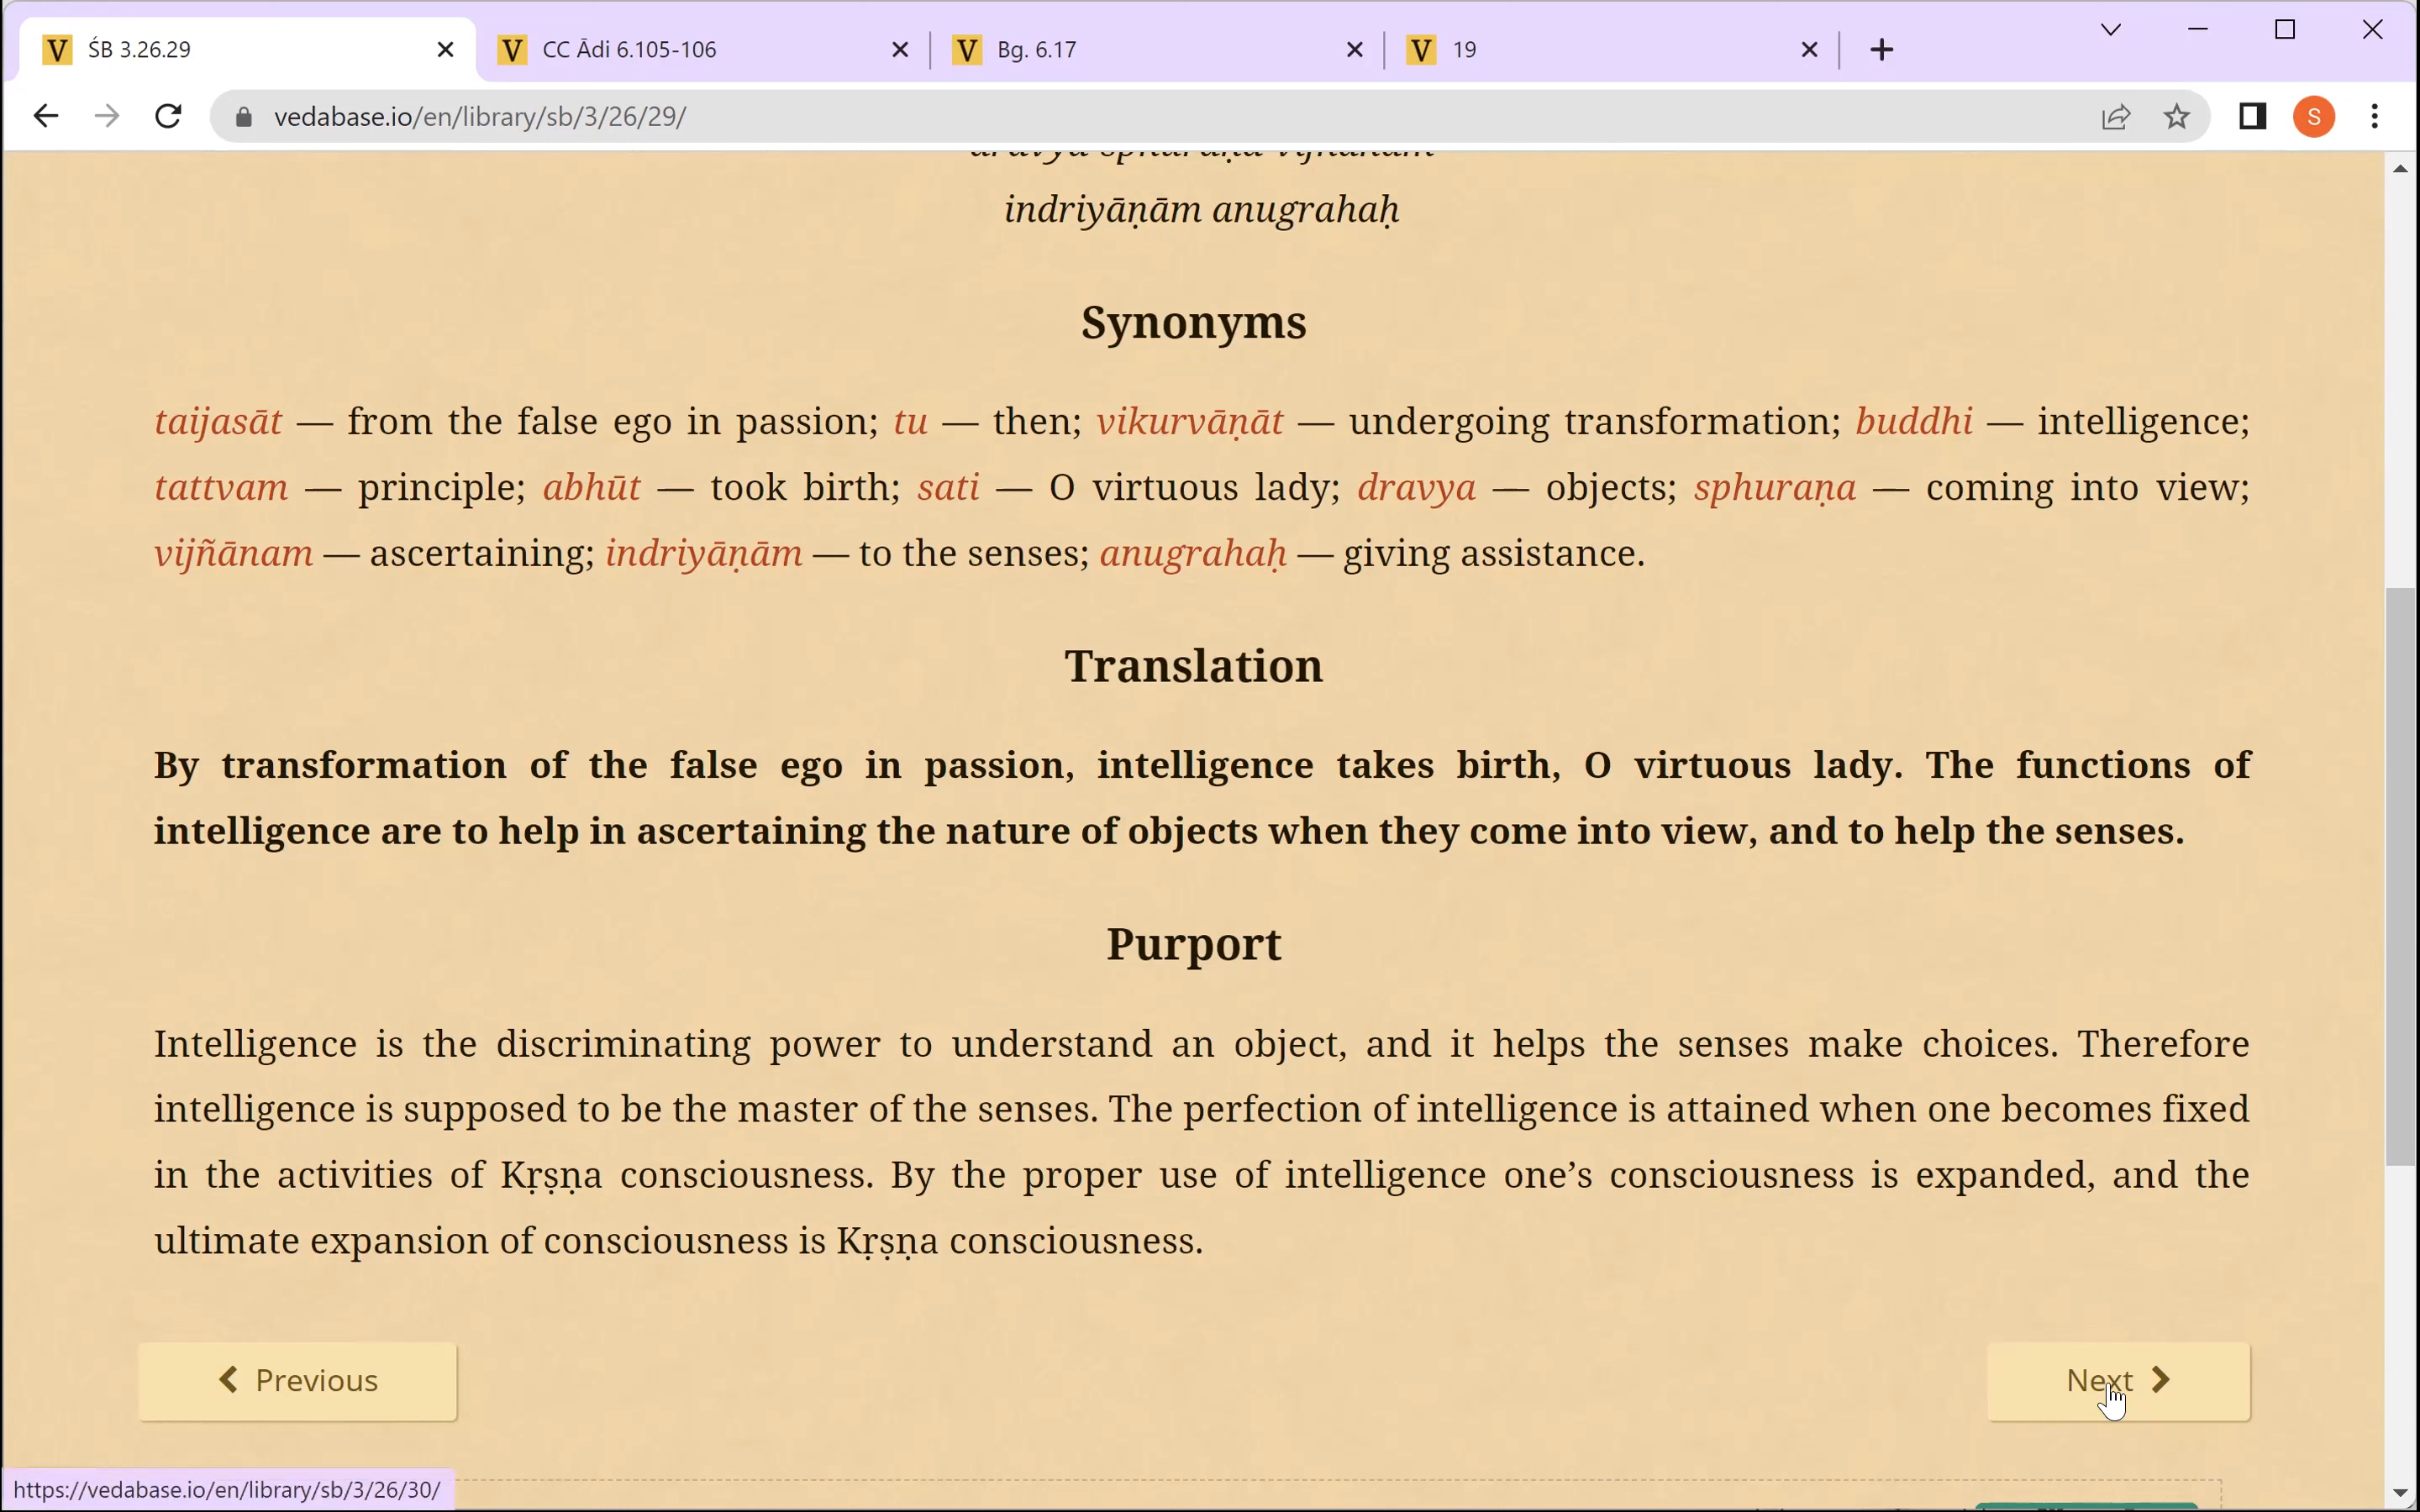 V ŚB 3.26.29
V CC Ādi 6.105-106
V Bg. 6.17
V 19
vedabase.io/en/library/sb/3/26/29/
S
indriyāṇām anugrahaḥ
Synonyms
taijasāt — from the false ego in passion; tu — then; vikurvāṇāt — undergoing transformation; buddhi — intelligence;
tattvam — principle; abhūt — took birth; sati — O virtuous lady; dravya — objects; sphuraṇa — coming into view;
vijñānam — ascertaining; indriyāṇām — to the senses; anugrahaḥ — giving assistance.
Translation
By transformation of the false ego in passion, intelligence takes birth, O virtuous lady. The functions of
intelligence are to help in ascertaining the nature of objects when they come into view, and to help the senses.
Purport
Intelligence is the discriminating power to understand an object, and it helps the senses make choices. Therefore
intelligence is supposed to be the master of the senses. The perfection of intelligence is attained when one becomes fixed
in the activities of Kṛṣṇa consciousness. By the proper use of intelligence one’s consciousness is expanded, and the
ultimate expansion of consciousness is Kṛṣṇa consciousness.
Previous
Next
https://vedabase.io/en/library/sb/3/26/30/